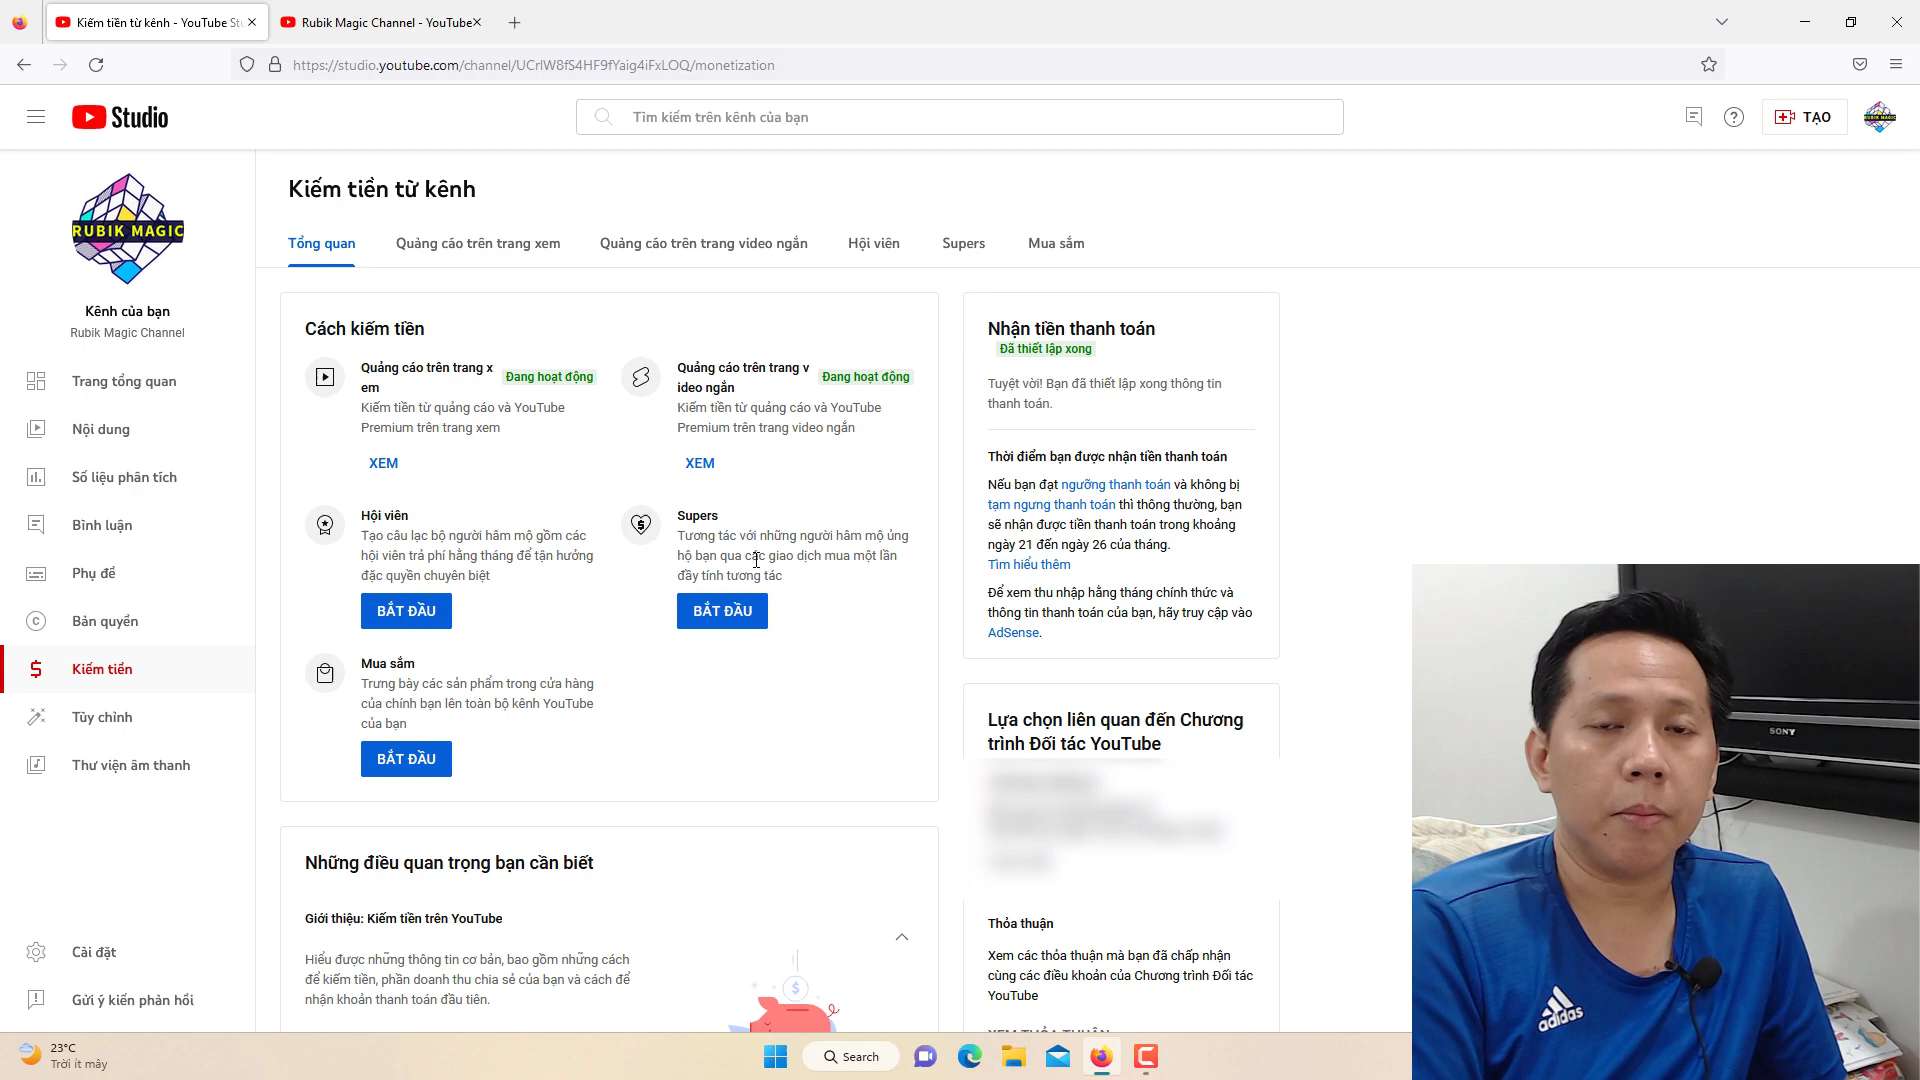 Kiếm tiền từ kênh - YouTube St
Rubik Magic Channel - YouTube
https://studio.youtube.com/channel/UCrlW8fS4HF9fYaig4iFxLOQ/monetization
Studio
Tìm kiếm trên kênh của bạn
TẠO
RUBIK MAGIC
Kênh của bạn
Rubik Magic Channel
Trang tổng quan
Nội dung
Số liệu phân tích
Bình luận
Phụ đề
Bản quyền
Kiếm tiền
Tùy chỉnh
Thư viện âm thanh
Cài đặt
Gửi ý kiến phản hồi
Kiếm tiền từ kênh
Tổng quan
Quảng cáo trên trang xem
Quảng cáo trên trang video ngắn
Hội viên
Supers
Mua sắm
Cách kiếm tiền
Quảng cáo trên trang x
em
Đang hoạt động
Kiếm tiền từ quảng cáo và YouTube
Premium trên trang xem
XEM
Quảng cáo trên trang v
ideo ngắn
Đang hoạt động
Kiếm tiền từ quảng cáo và YouTube
Premium trên trang video ngắn
XEM
Hội viên
Tạo câu lạc bộ người hâm mộ gồm các
hội viên trả phí hằng tháng để tận hưởng
đặc quyền chuyên biệt
BẮT ĐẦU
Supers
Tương tác với những người hâm mộ ủng
hộ bạn qua các giao dịch mua một lần
đầy tính tương tác
BẮT ĐẦU
Mua sắm
Trưng bày các sản phẩm trong cửa hàng
của chính bạn lên toàn bộ kênh YouTube
của bạn
BẮT ĐẦU
Những điều quan trọng bạn cần biết
Giới thiệu: Kiếm tiền trên YouTube
Hiểu được những thông tin cơ bản, bao gồm những cách
để kiếm tiền, phần doanh thu chia sẻ của bạn và cách để
nhận khoản thanh toán đầu tiên.
Nhận tiền thanh toán
Đã thiết lập xong
Tuyệt vời! Bạn đã thiết lập xong thông tin
thanh toán.
Thời điểm bạn được nhận tiền thanh toán
Nếu bạn đạt ngưỡng thanh toán và không bị
tạm ngưng thanh toán thì thông thường, bạn
sẽ nhận được tiền thanh toán trong khoảng
ngày 21 đến ngày 26 của tháng.
Tìm hiểu thêm
Để xem thu nhập hằng tháng chính thức và
thông tin thanh toán của bạn, hãy truy cập vào
AdSense.
Lựa chọn liên quan đến Chương
trình Đối tác YouTube
Thỏa thuận
Xem các thỏa thuận mà bạn đã chấp nhận
cùng các điều khoản của Chương trình Đối tác
YouTube
XEM THỎA THUẬN
SONY
adidas
23°C
Trời ít mây
Search